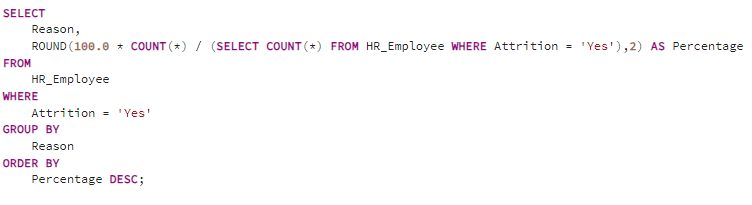 SELECT
    Reason,
    ROUND(100.0 * COUNT(*) / (SELECT COUNT(*) FROM HR_Employee WHERE Attrition = 'Yes'),2) AS Percentage
FROM
    HR_Employee
WHERE
    Attrition = 'Yes'
GROUP BY
    Reason
ORDER BY
    Percentage DESC;